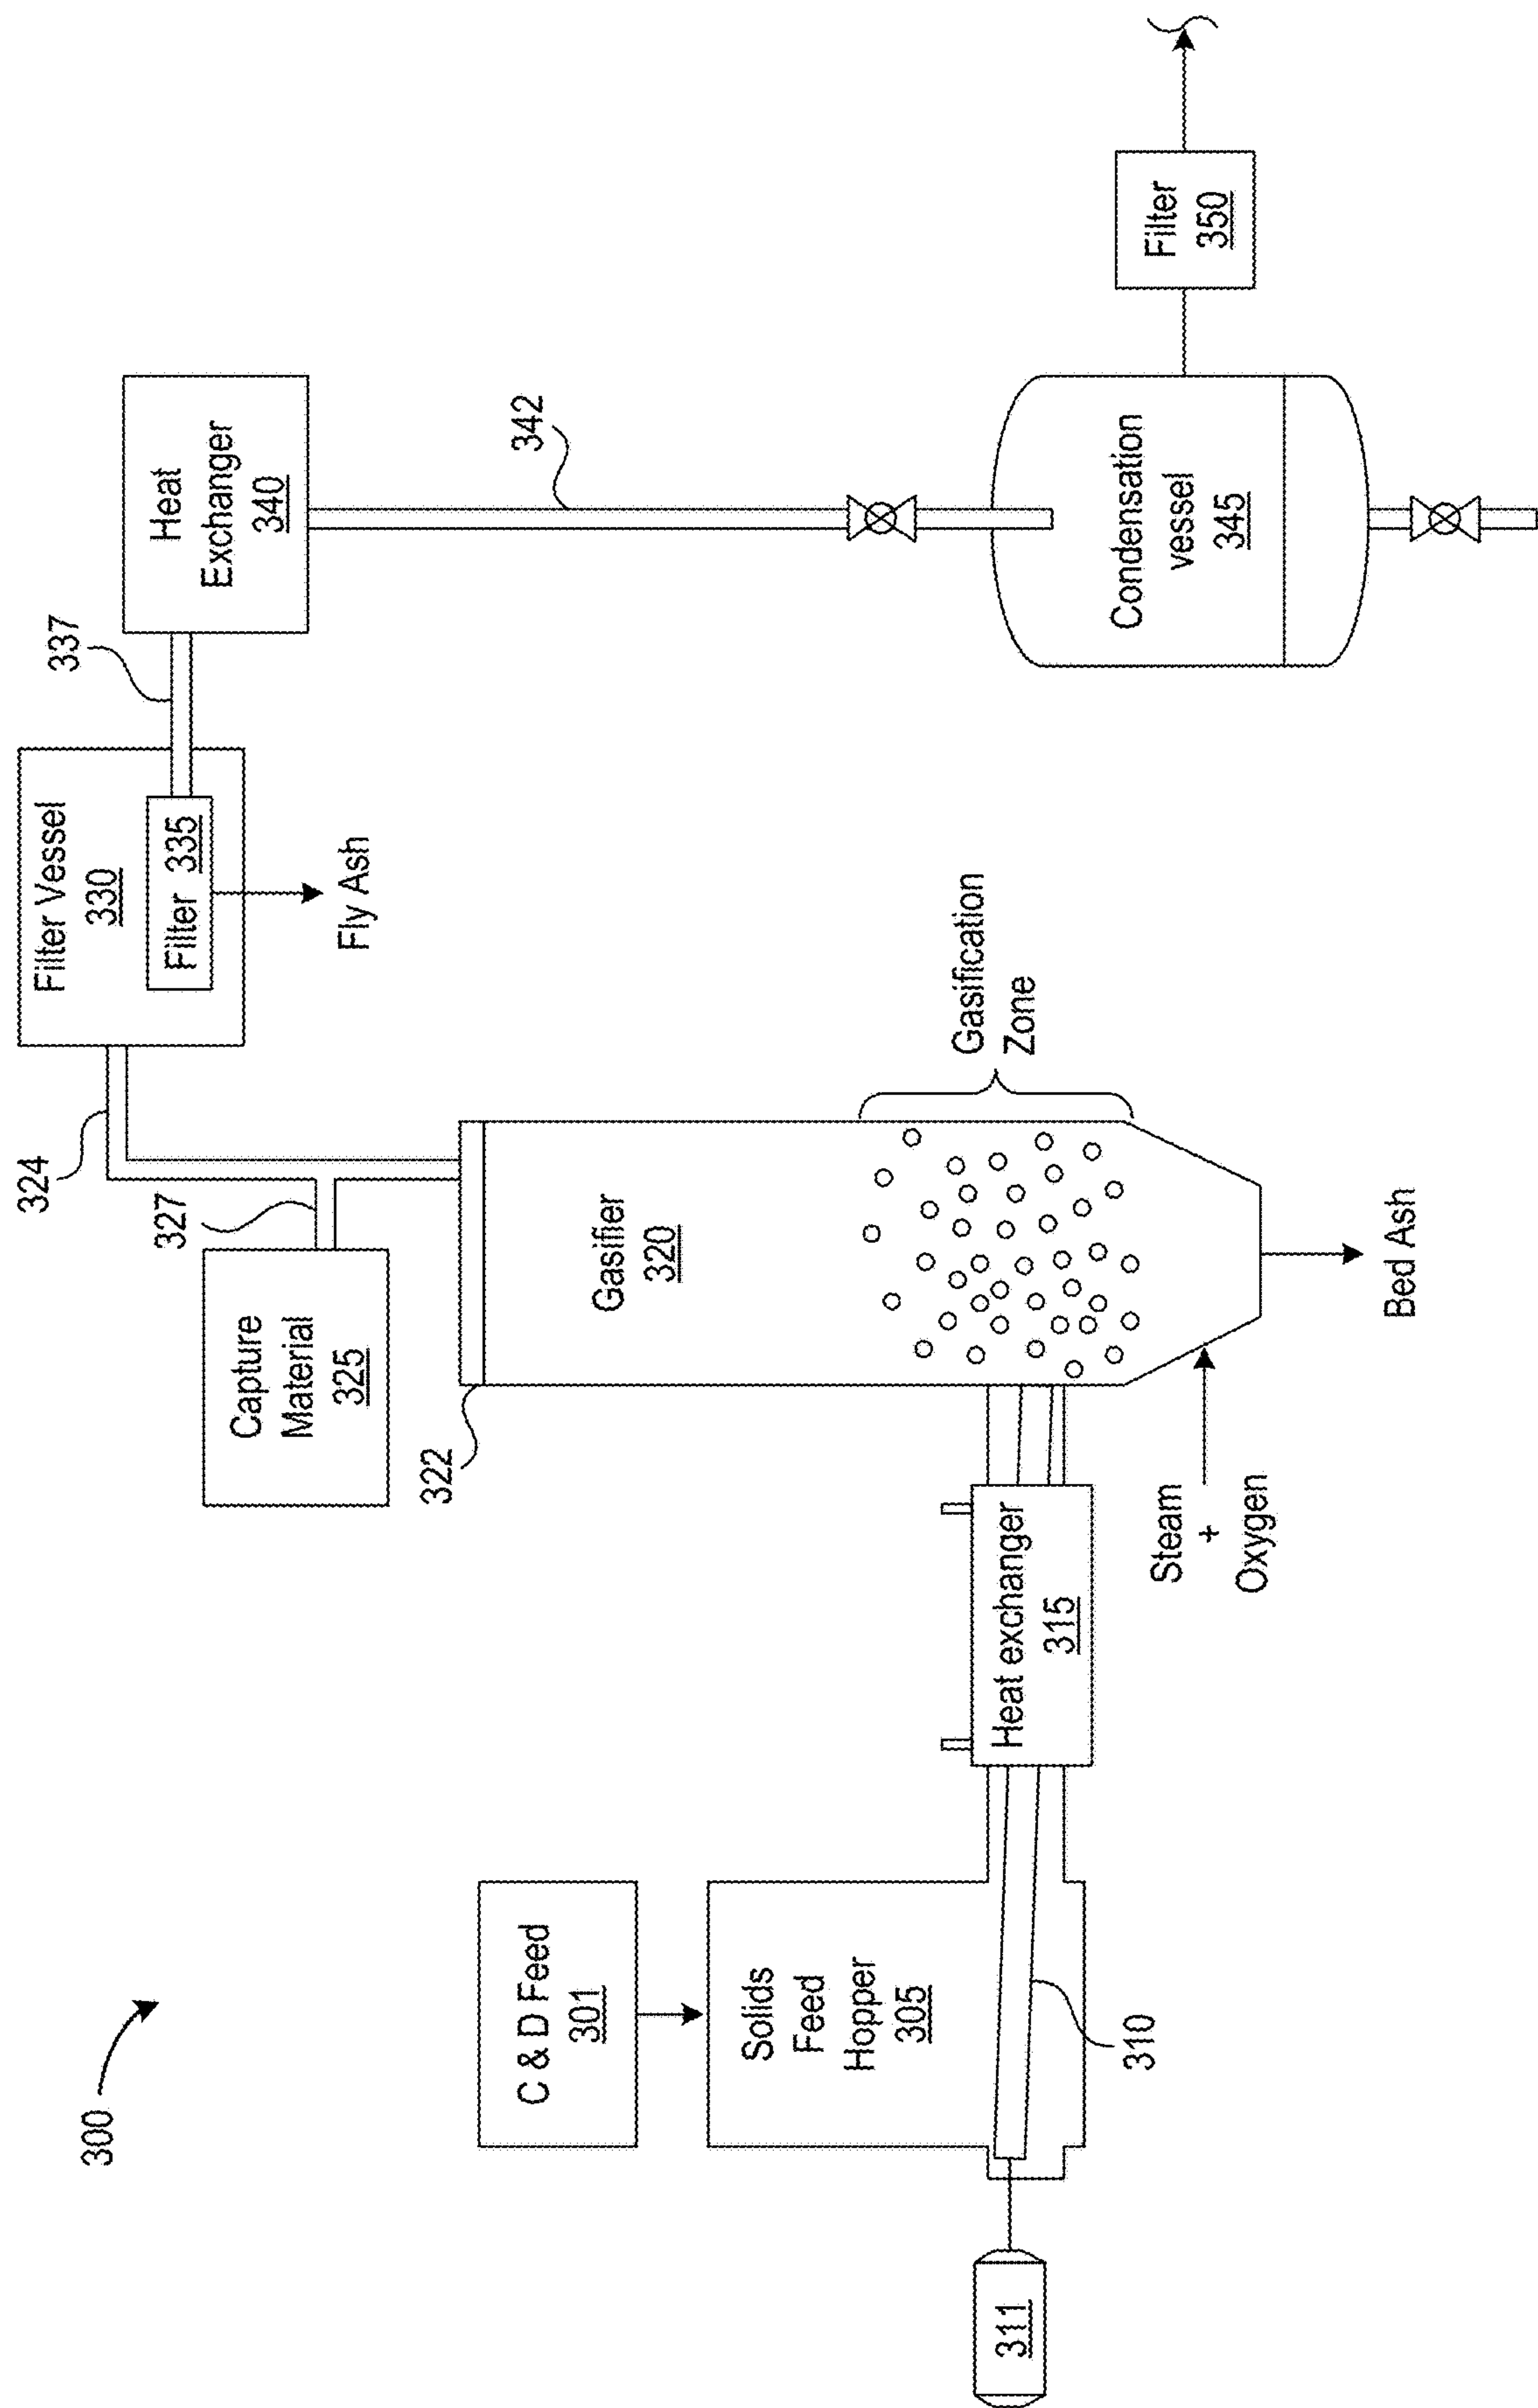 300
C & D Feed
301
Solids
Feed
Hopper
305
310
311
Heat exchanger
315
Steam
+
Oxygen
Bed Ash
Gasifier
320
Gasification
Zone
322
Capture
Material
325
327
324
Filter Vessel
330
Filter 335
Fly Ash
337
Heat
Exchanger
340
342
Condensation
vessel
345
Filter
350